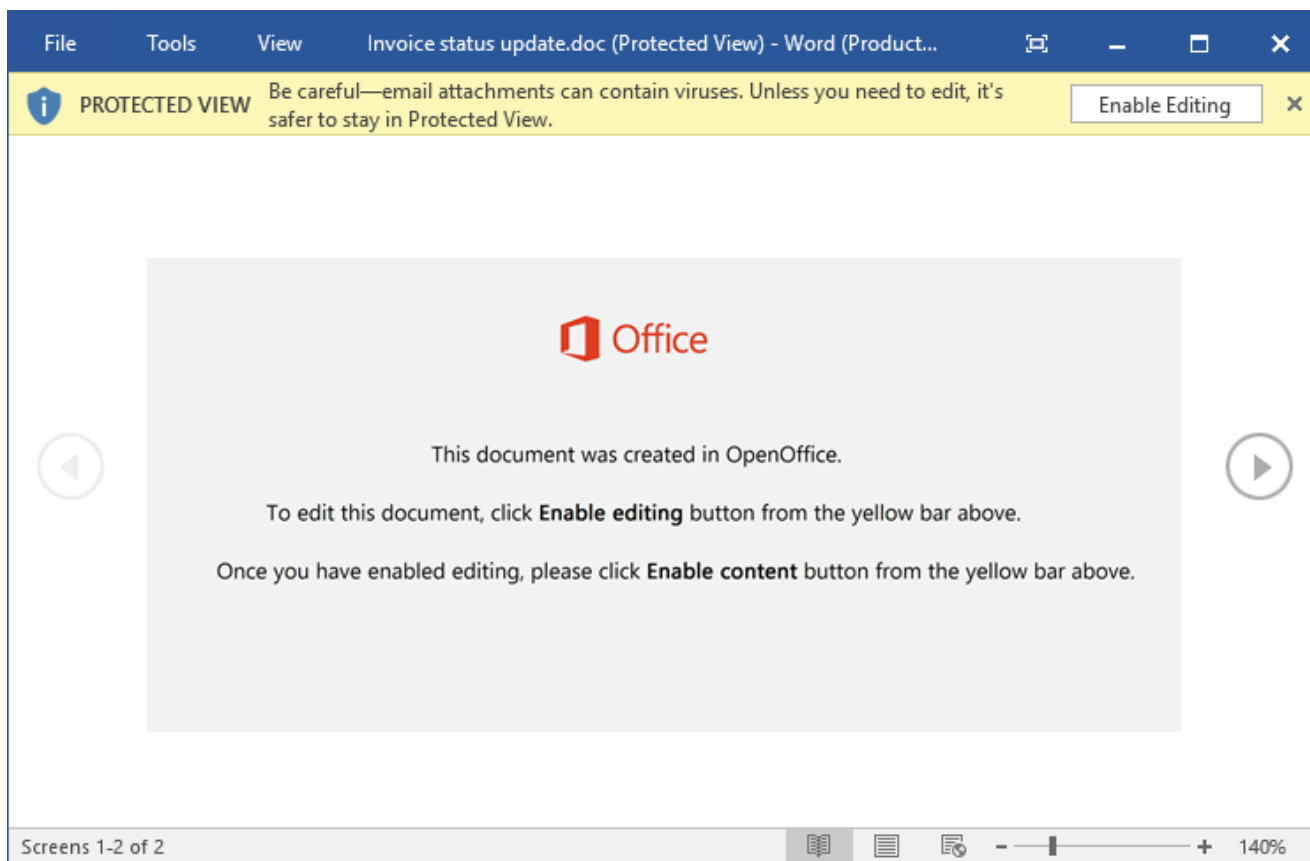 File Tools View Invoice status update.doc (Protected View) - Word (Product...
PROTECTED VIEW Be careful—email attachments can contain viruses. Unless you need to edit, it's
safer to stay in Protected View.
Enable Editing
Office
This document was created in OpenOffice.
To edit this document, click Enable editing button from the yellow bar above.
Once you have enabled editing, please click Enable content button from the yellow bar above.
Screens 1-2 of 2 140%